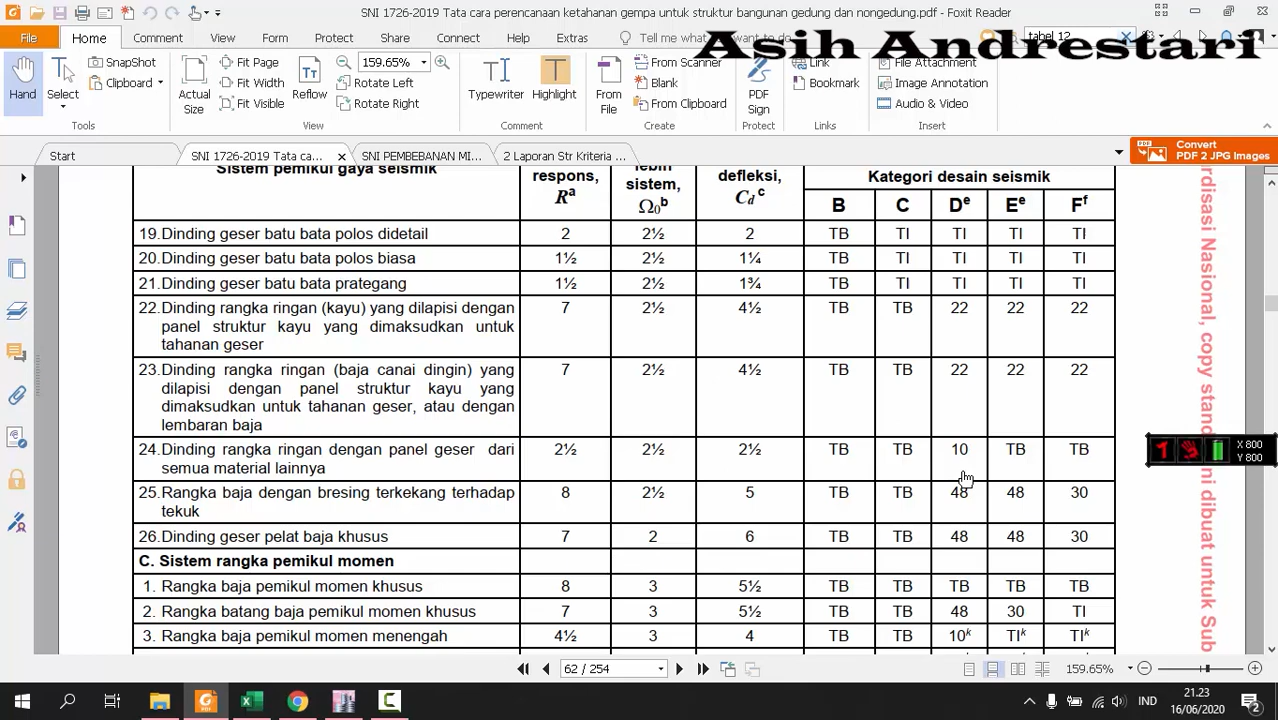 SNI 1726-2019 Tata cara perencanaan ketahanan gempa untuk struktur bangunan gedung dan nongedung.pdf - Foxit Reader
File Home Comment View Form Protect Share Connect Help Extras Tell me what tabel 12
Asih Andrestari
Hand Select SnapShot Clipboard Actual Size Fit Page Fit Width Fit Visible Reflow 159.65% Rotate Left Rotate Right Typewriter Highlight From File From Scanner Blank From Clipboard PDF Sign Link Bookmark File Attachment Image Annotation Audio & Video
Tools View Comment Create Protect Links Insert
Start SNI 1726-2019 Tata ca... SNI PEMBEBANAN MI... 2 Laporan Str Kriteria ... Convert PDF 2 JPG Images
Sistem pemikul gaya seismik respons, Rᵃ lebih sistem, Ω₀ᵇ defleksi, C_d ᶜ Kategori desain seismik
B C Dᵉ Eᵉ Fᶠ
19.Dinding geser batu bata polos didetail 2 2½ 2 TB TI TI TI TI
20.Dinding geser batu bata polos biasa 1½ 2½ 1¼ TB TI TI TI TI
21.Dinding geser batu bata prategang 1½ 2½ 1¾ TB TI TI TI TI
22.Dinding rangka ringan (kayu) yang dilapisi dengan 7 2½ 4½ TB TB 22 22 22
panel struktur kayu yang dimaksudkan untuk
tahanan geser
23.Dinding rangka ringan (baja canai dingin) yang 7 2½ 4½ TB TB 22 22 22
dilapisi dengan panel struktur kayu yang
dimaksudkan untuk tahanan geser, atau dengan
lembaran baja
24.Dinding rangka ringan dengan panel geser dari 2½ 2½ 2½ TB TB 10 TB TB
semua material lainnya
25.Rangka baja dengan bresing terkekang terhadap 8 2½ 5 TB TB 48 48 30
tekuk
26.Dinding geser pelat baja khusus 7 2 6 TB TB 48 48 30
C. Sistem rangka pemikul momen
1. Rangka baja pemikul momen khusus 8 3 5½ TB TB TB TB TB
2. Rangka batang baja pemikul momen khusus 7 3 5½ TB TB 48 30 TI
3. Rangka baja pemikul momen menengah 4½ 3 4 TB TB 10ᵏ TIᵏ TIᵏ
rdisasi Nasional, copy stand
ni dibuat untuk Sub
X 800
Y 800
62 / 254 159.65%
IND 21.23
16/06/2020 2